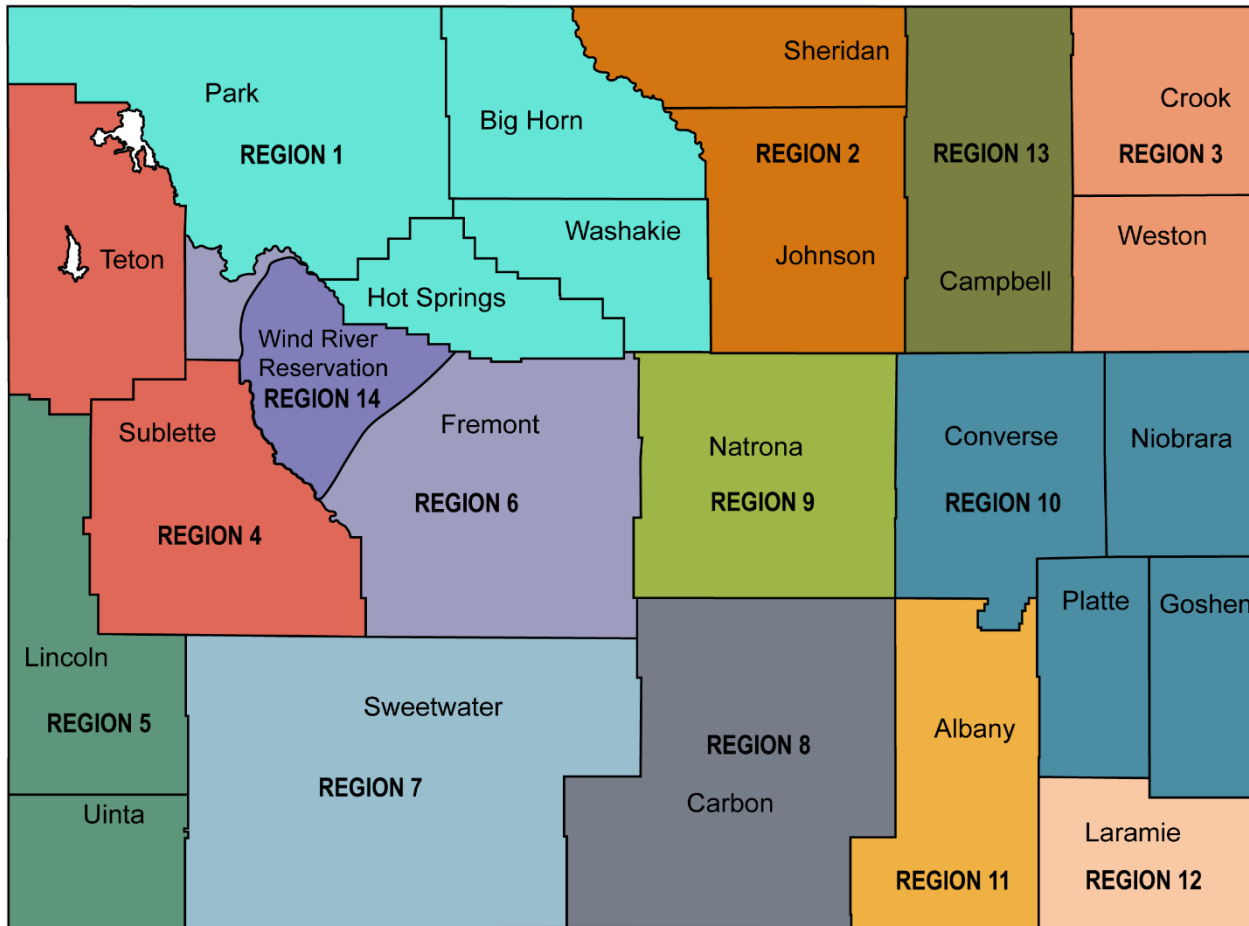 Sheridan
Park
Crook
Big Horn
REGION 1
REGION 2
REGION 13
REGION 3
Washakie
Weston
Teton
Johnson
Campbell
Hot Springs
Wind River
Reservation
REGION 14
Sublette
Fremont
Natrona
Converse
Niobrara
REGION 6
REGION 9
REGION 10
REGION 4
Platte
Goshen
Lincoln
Sweetwater
REGION 5
Albany
REGION 8
REGION 7
Carbon
Uinta
Laramie
REGION 11
REGION 12